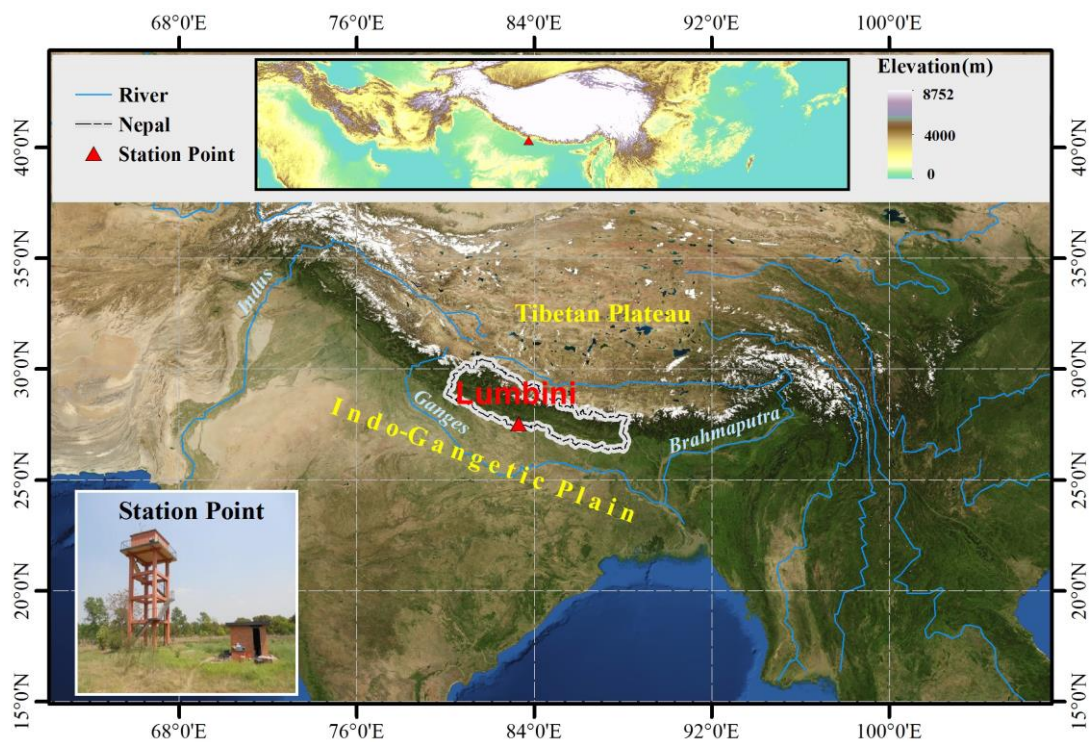 68°0'E 76°0'E 84°0'E 92°0'E 100°0'E
River
Nepal
Station Point
Elevation(m)
8752
4000
0
40°0'N
40°0'N
35°0'N
35°0'N
Indus
Tibetan Plateau
30°0'N
30°0'N
Lumbini
Ganges
Brahmaputra
Indo-Gangetic Plain
25°0'N
25°0'N
Station Point
20°0'N
20°0'N
15°0'N
15°0'N
68°0'E 76°0'E 84°0'E 92°0'E 100°0'E